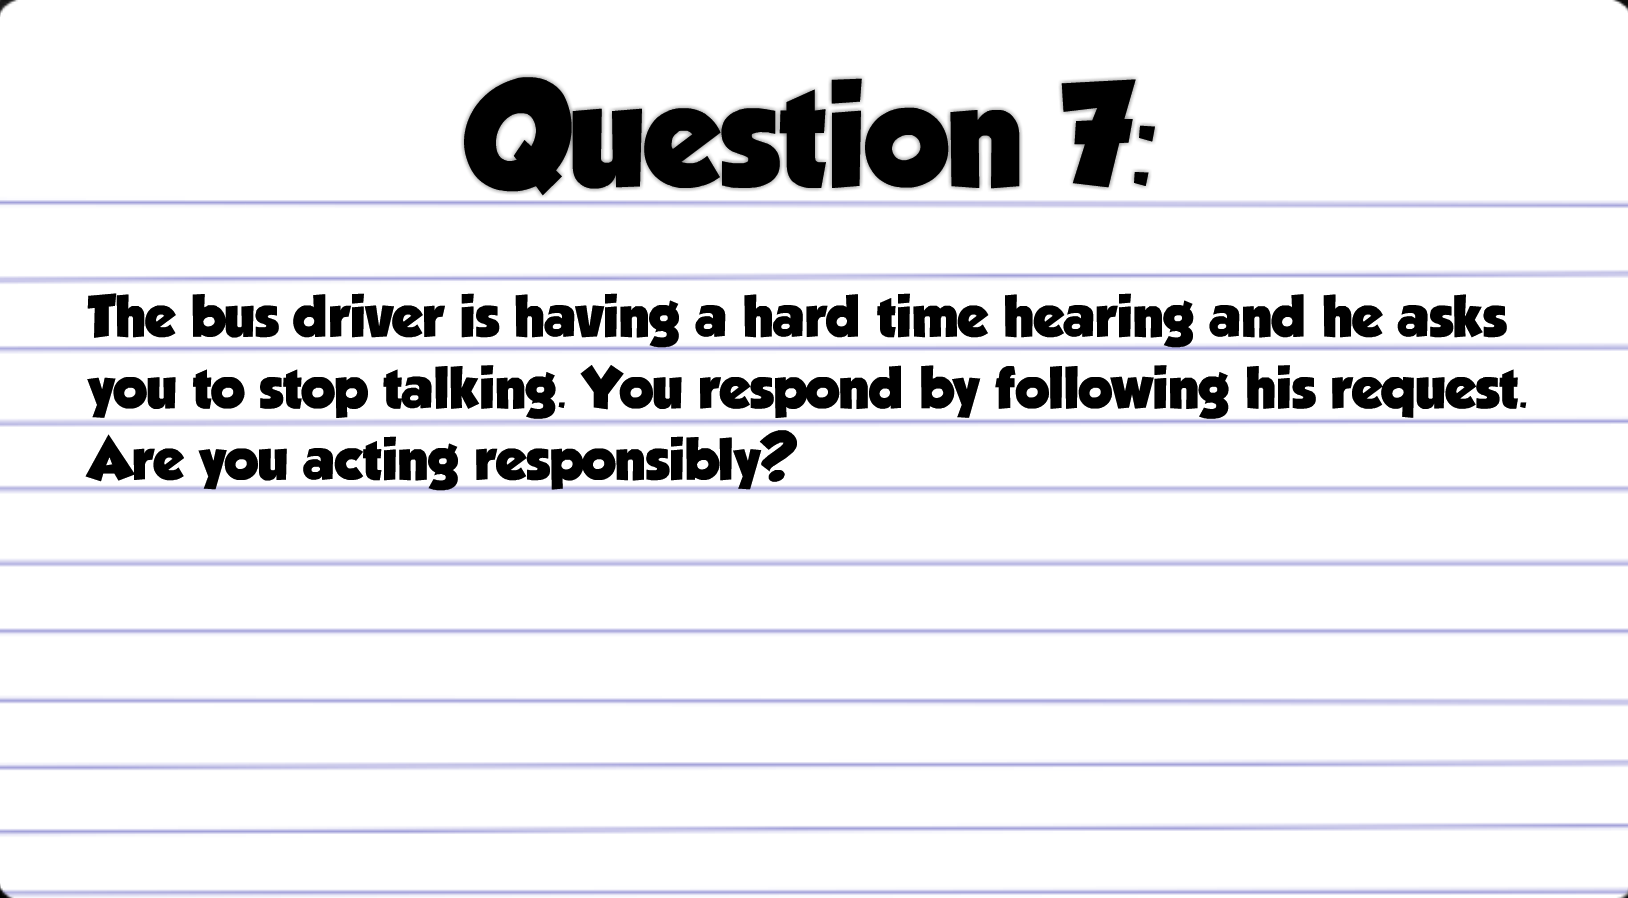 Question 7:
The bus driver is having a hard time hearing and he asks
you to stop talking. You respond by following his request.
Are you acting responsibly?